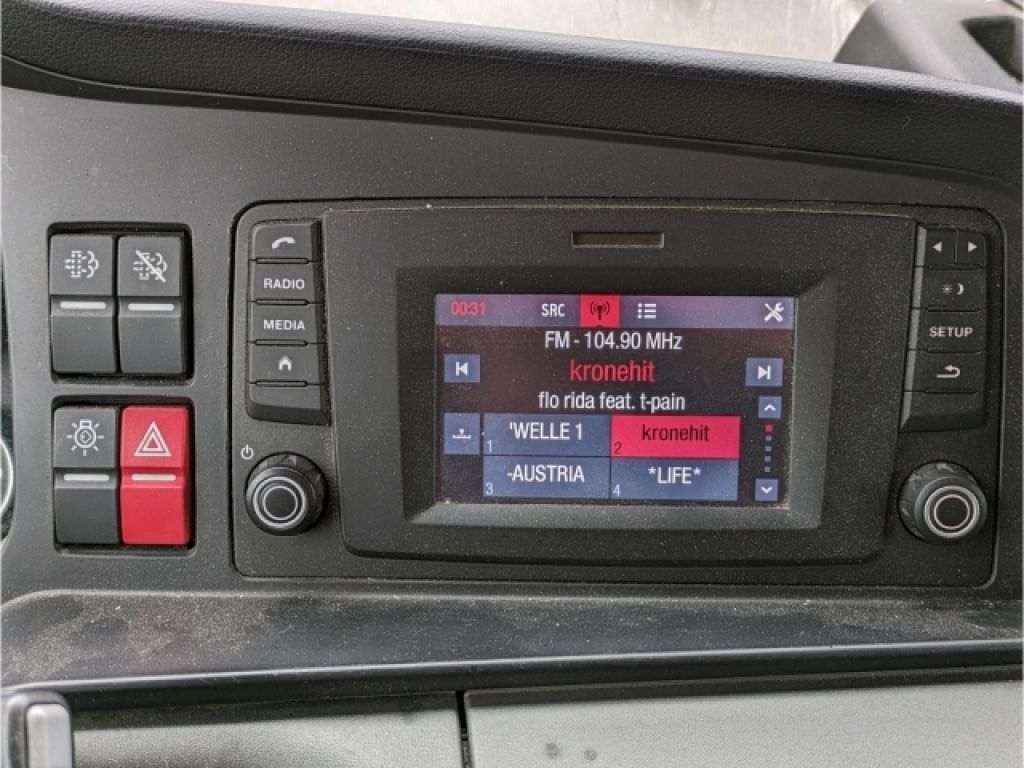 RADIO
MEDIA
00:31 SRC
FM - 104.90 MHz
kronehit
flo rida feat. t-pain
'WELLE 1
1
kronehit
2
-AUSTRIA
3
*LIFE*
4
SETUP